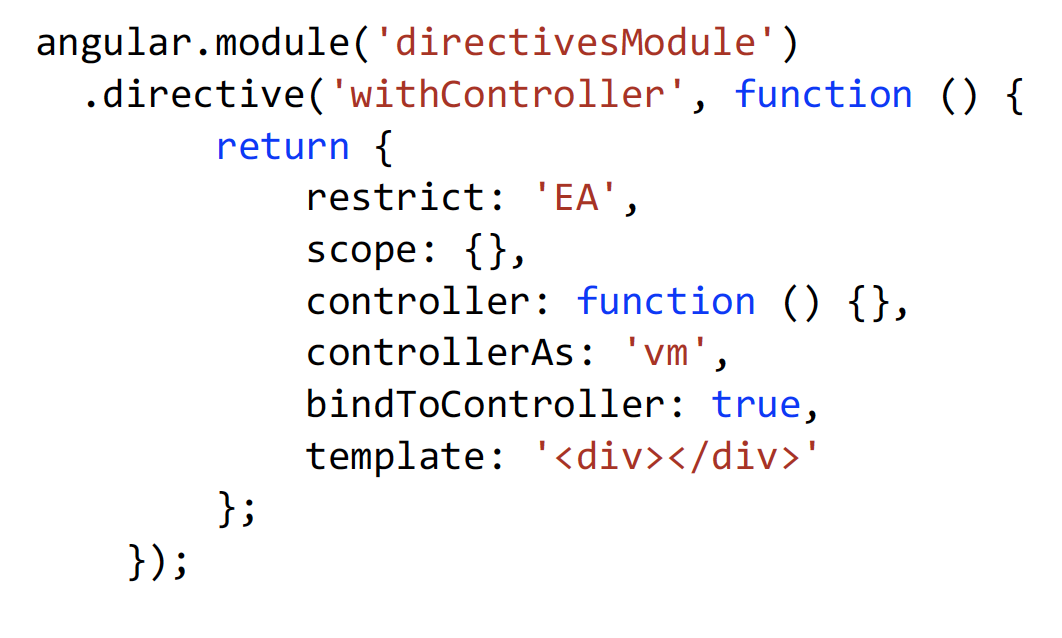 angular.module('directivesModule')
  .directive('withController', function () {
        return {
            restrict: 'EA',
            scope: {},
            controller: function () {},
            controllerAs: 'vm',
            bindToController: true,
            template: '<div></div>'
        };
    });